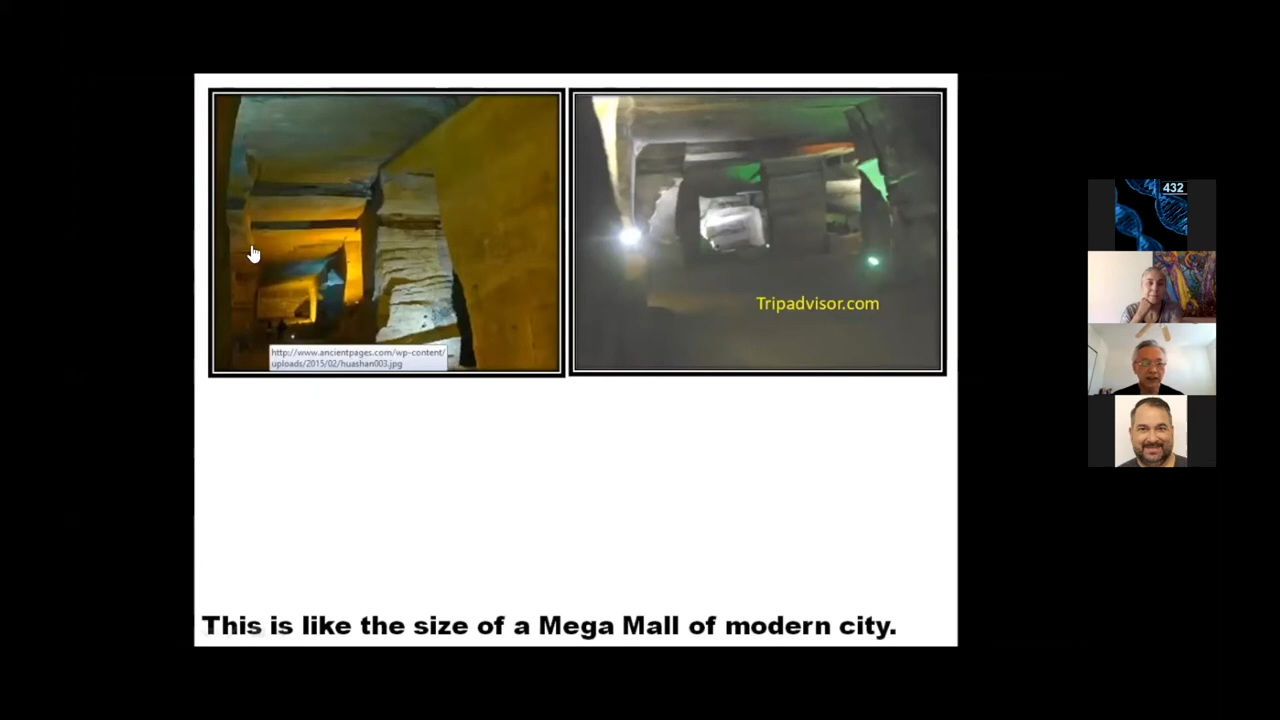 432
http://www.ancientpages.com/wp-content/
uploads/2015/02/huashan003.jpg
Tripadvisor.com
This is like the size of a Mega Mall of modern city.